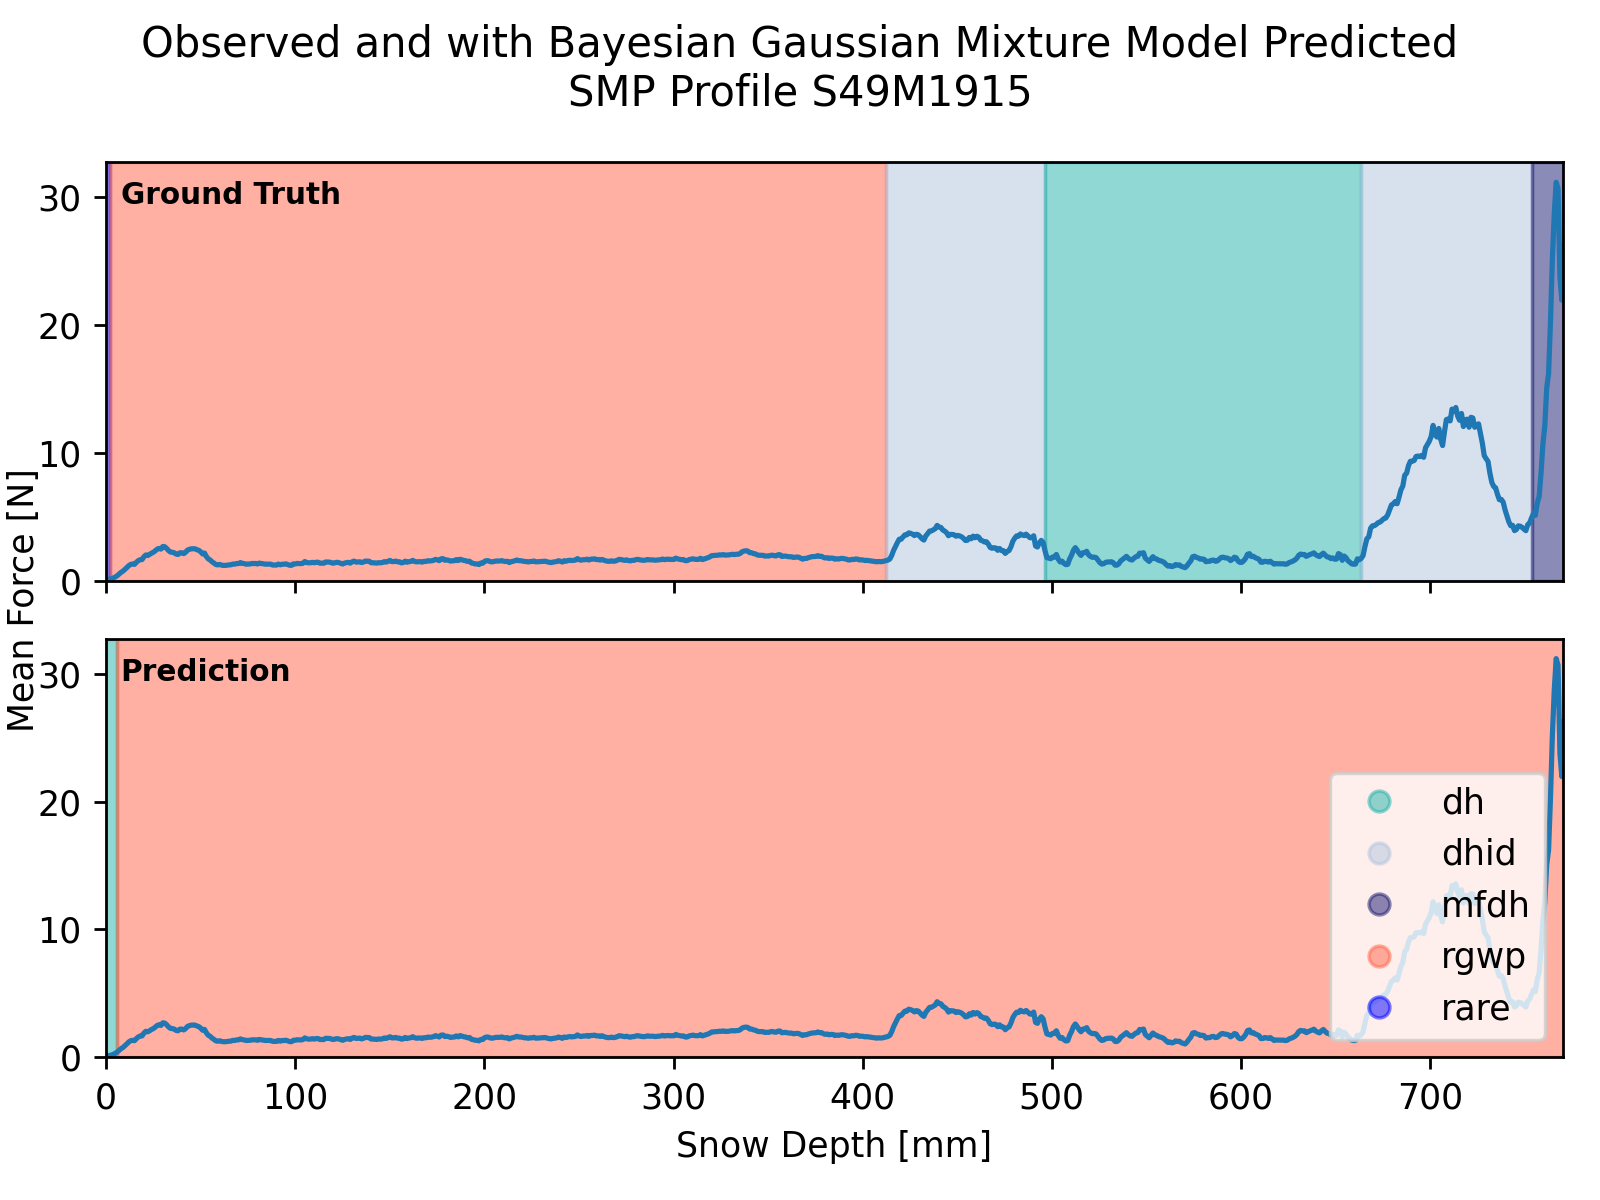 Observed and with Bayesian Gaussian Mixture Model Predicted
SMP Profile S49M1915
Mean Force [N]
Ground Truth
30
20
10
0
Prediction
30
20
10
0
dh
dhid
mfdh
rgwp
rare
0 100 200 300 400 500 600 700
Snow Depth [mm]